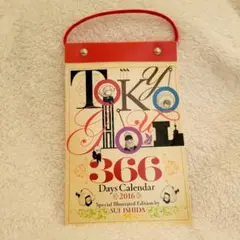 TOKYO
GHOUL
366
Days Calendar
2016
Special Illustrated Edition by
SUI ISHIDA